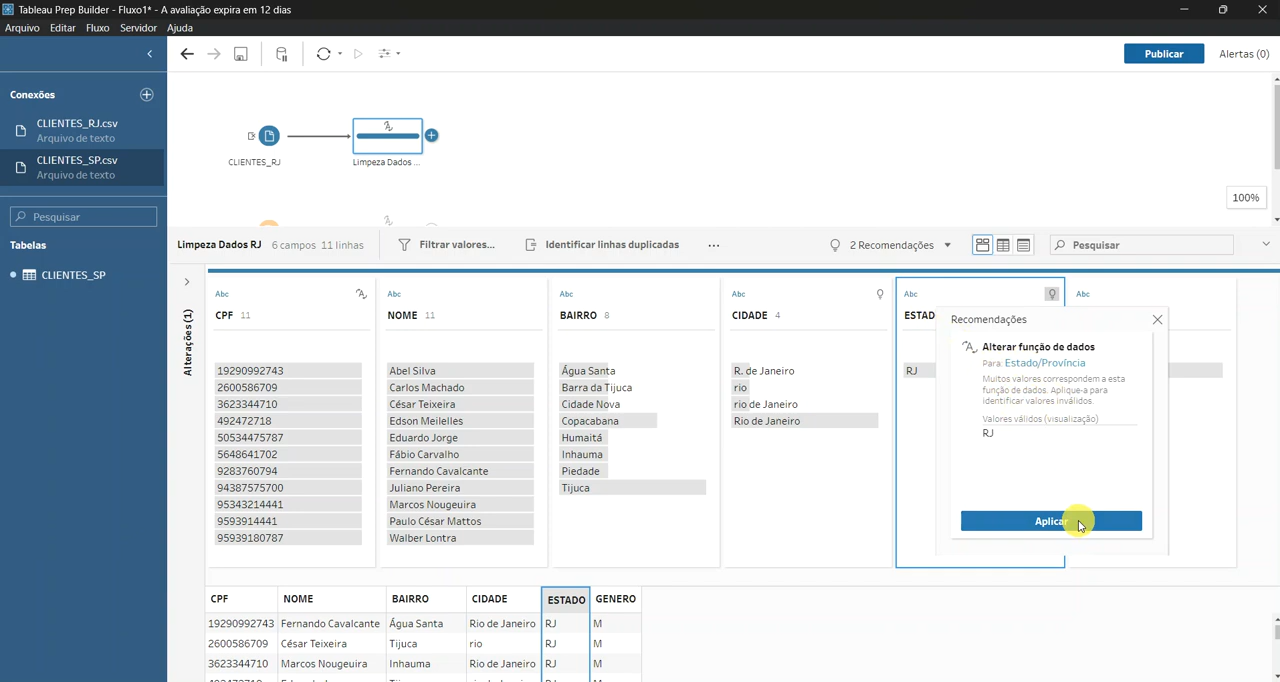 Tableau Prep Builder - Fluxo1* - A avaliação expira em 12 dias
Arquivo Editar Fluxo Servidor Ajuda
Publicar Alertas (0)
Conexões
CLIENTES_RJ.csv
Arquivo de texto
CLIENTES_SP.csv
Arquivo de texto
Pesquisar
Tabelas
CLIENTES_SP
CLIENTES_RJ Limpeza Dados ...
100%
Limpeza Dados RJ 6 campos 11 linhas Filtrar valores... Identificar linhas duplicadas ... 2 Recomendações Pesquisar
Alterações (1)
Abc
CPF 11
19290992743
2600586709
3623344710
492472718
50534475787
5648641702
9283760794
94387575700
95343214441
9593914441
95939180787
Abc
NOME 11
Abel Silva
Carlos Machado
César Teixeira
Edson Meilelles
Eduardo Jorge
Fábio Carvalho
Fernando Cavalcante
Juliano Pereira
Marcos Nougeuira
Paulo César Mattos
Walber Lontra
Abc
BAIRRO 8
Água Santa
Barra da Tijuca
Cidade Nova
Copacabana
Humaitá
Inhauma
Piedade
Tijuca
Abc
CIDADE 4
R. de Janeiro
rio
rio de Janeiro
Rio de Janeiro
Abc
ESTAD
RJ
Abc
Recomendações
Alterar função de dados
Para: Estado/Província
Muitos valores correspondem a esta
função de dados. Aplique-a para
identificar valores inválidos.
Valores válidos (visualização)
RJ
Aplicar
CPF NOME BAIRRO CIDADE ESTADO GENERO
19290992743 Fernando Cavalcante Água Santa Rio de Janeiro RJ M
2600586709 César Teixeira Tijuca rio RJ M
3623344710 Marcos Nougeuira Inhauma Rio de Janeiro RJ M